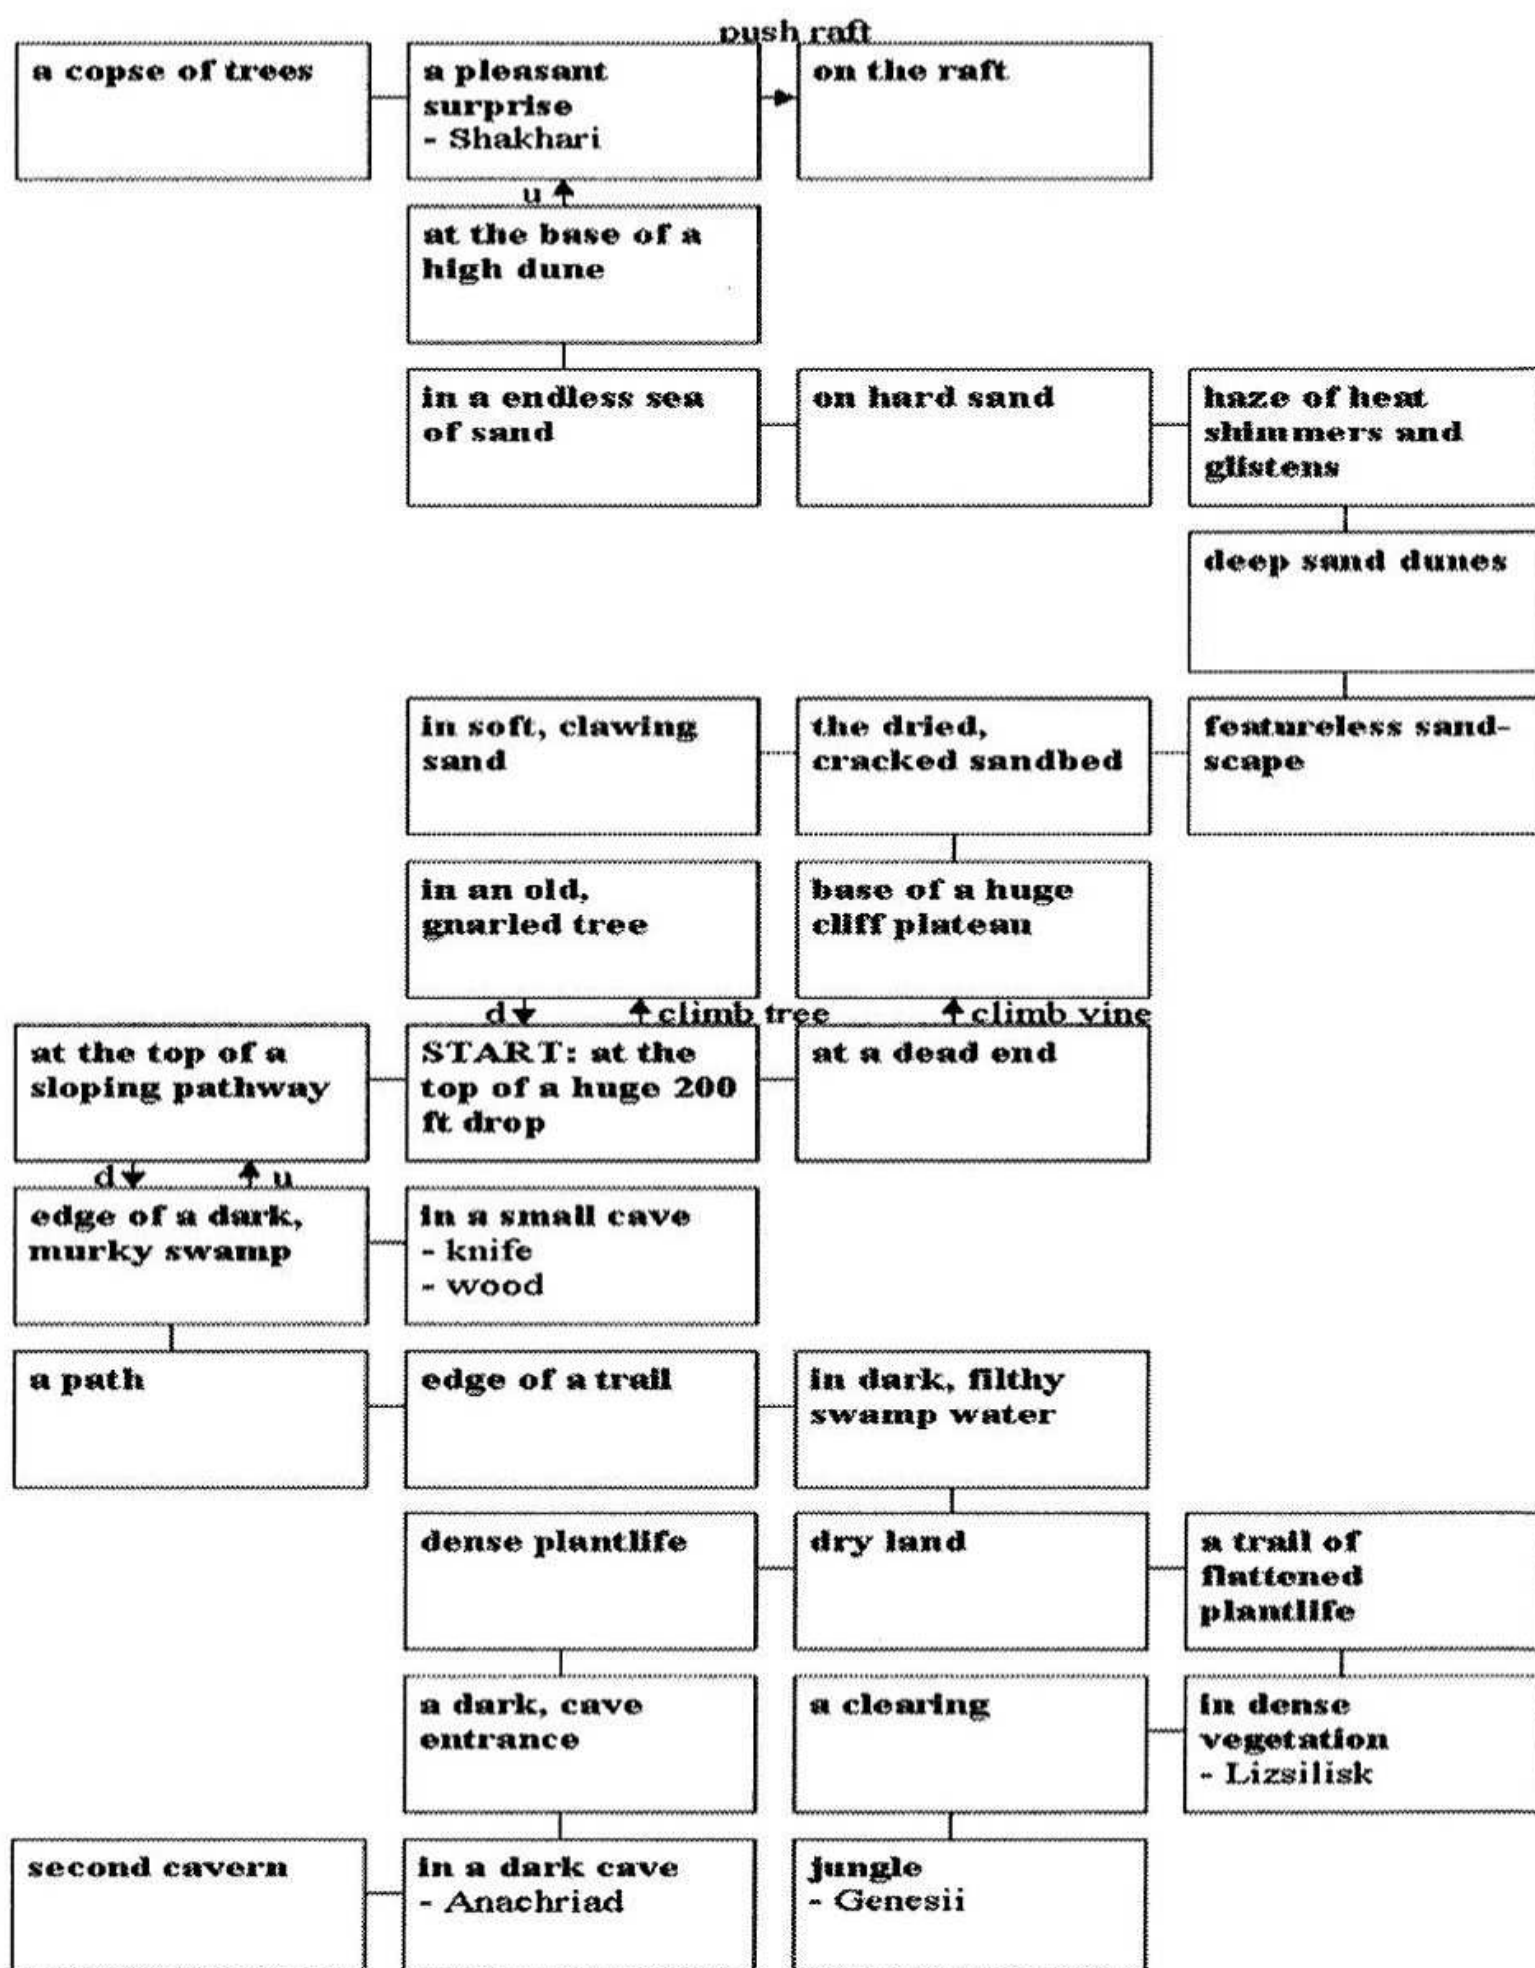 push raft
a copse of trees
a pleasant
surprise
- Shakhari
on the raft
u
at the base of a
high dune
in a endless sea
of sand
on hard sand
haze of heat
shimmers and
glistens
deep sand dunes
in soft, clawing
sand
the dried,
cracked sandbed
featureless sand-
scape
in an old,
gnarled tree
base of a huge
cliff plateau
d
climb tree
climb vine
at the top of a
sloping pathway
START: at the
top of a huge 200
ft drop
at a dead end
d
u
edge of a dark,
murky swamp
in a small cave
- knife
- wood
a path
edge of a trail
in dark, filthy
swamp water
dense plantlife
dry land
a trail of
flattened
plantlife
a dark, cave
entrance
a clearing
in dense
vegetation
- Lizsilisk
second cavern
in a dark cave
- Anachriad
jungle
- Genesii